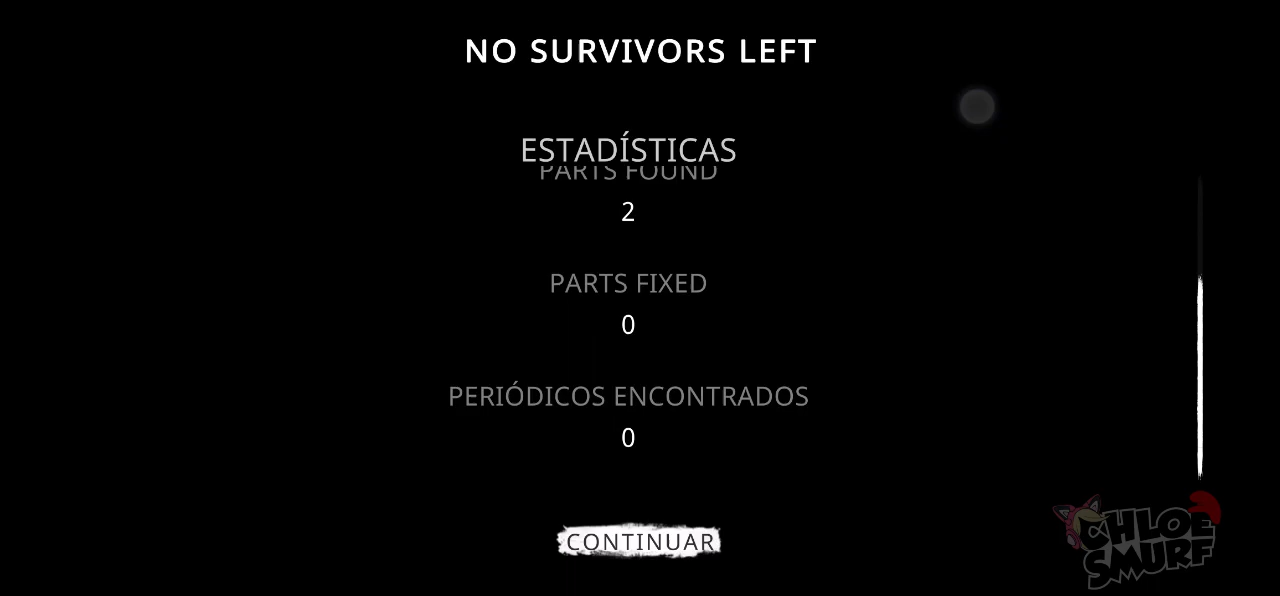 NO SURVIVORS LEFT
ESTADÍSTICAS
PARTS FOUND
2
PARTS FIXED
0
PERIÓDICOS ENCONTRADOS
0
CONTINUAR
CHLOE
SMURF